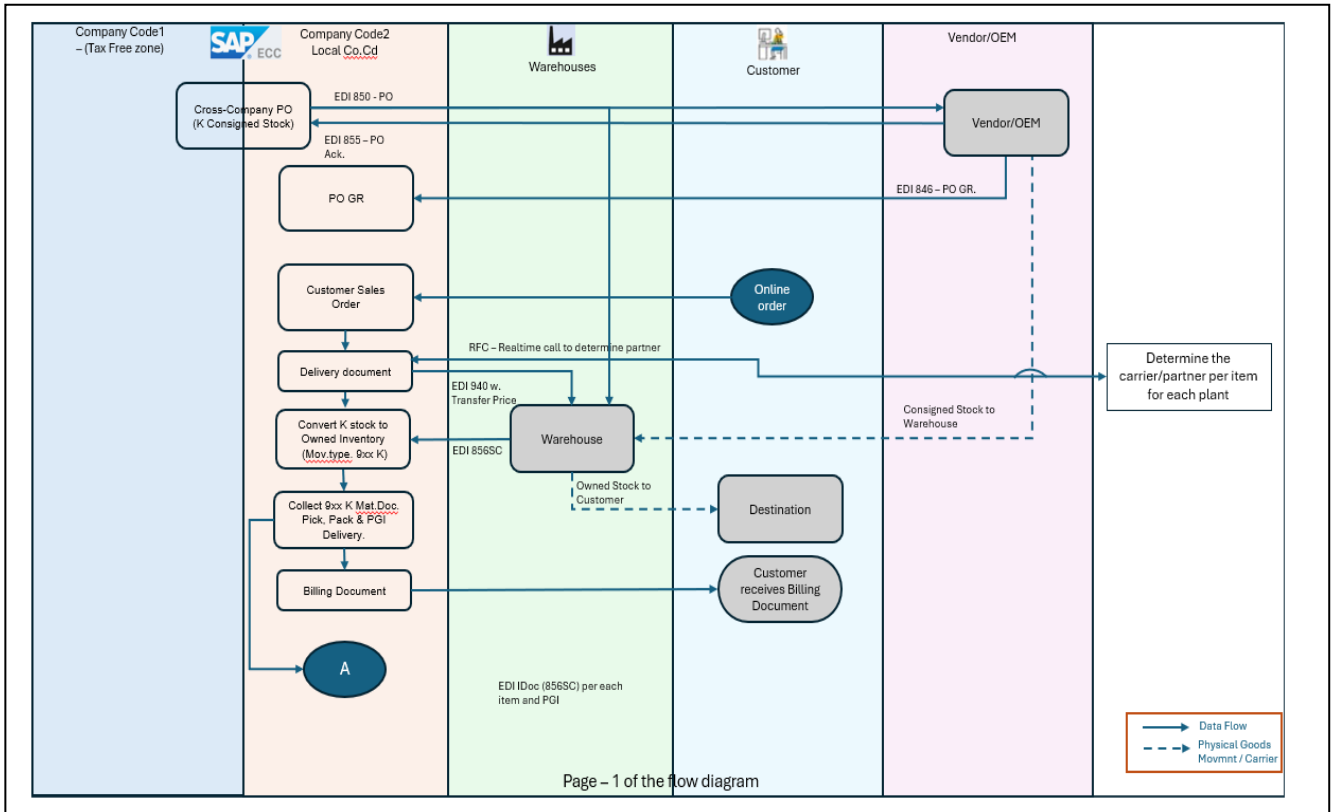 Company Code1
– (Tax Free zone)
SAP ECC
Company Code2
Local Co.Cd
Warehouses
Customer
Vendor/OEM
Cross-Company PO
(K Consigned Stock)
EDI 850 - PO
EDI 855 – PO
Ack.
Vendor/OEM
PO GR
EDI 846 – PO GR.
Customer Sales
Order
Online
order
RFC – Realtime call to determine partner
Delivery document
Determine the
carrier/partner per item
for each plant
EDI 940 w.
Transfer Price
Convert K stock to
Owned Inventory
(Mov.type. 9xx K)
EDI 856SC
Warehouse
Consigned Stock to
Warehouse
Owned Stock to
Customer
Collect 9xx K Mat.Doc.
Pick, Pack & PGI
Delivery.
Destination
Billing Document
Customer
receives Billing
Document
A
EDI IDoc (856SC) per each
item and PGI
Data Flow
Physical Goods
Movmnt / Carrier
Page – 1 of the flow diagram